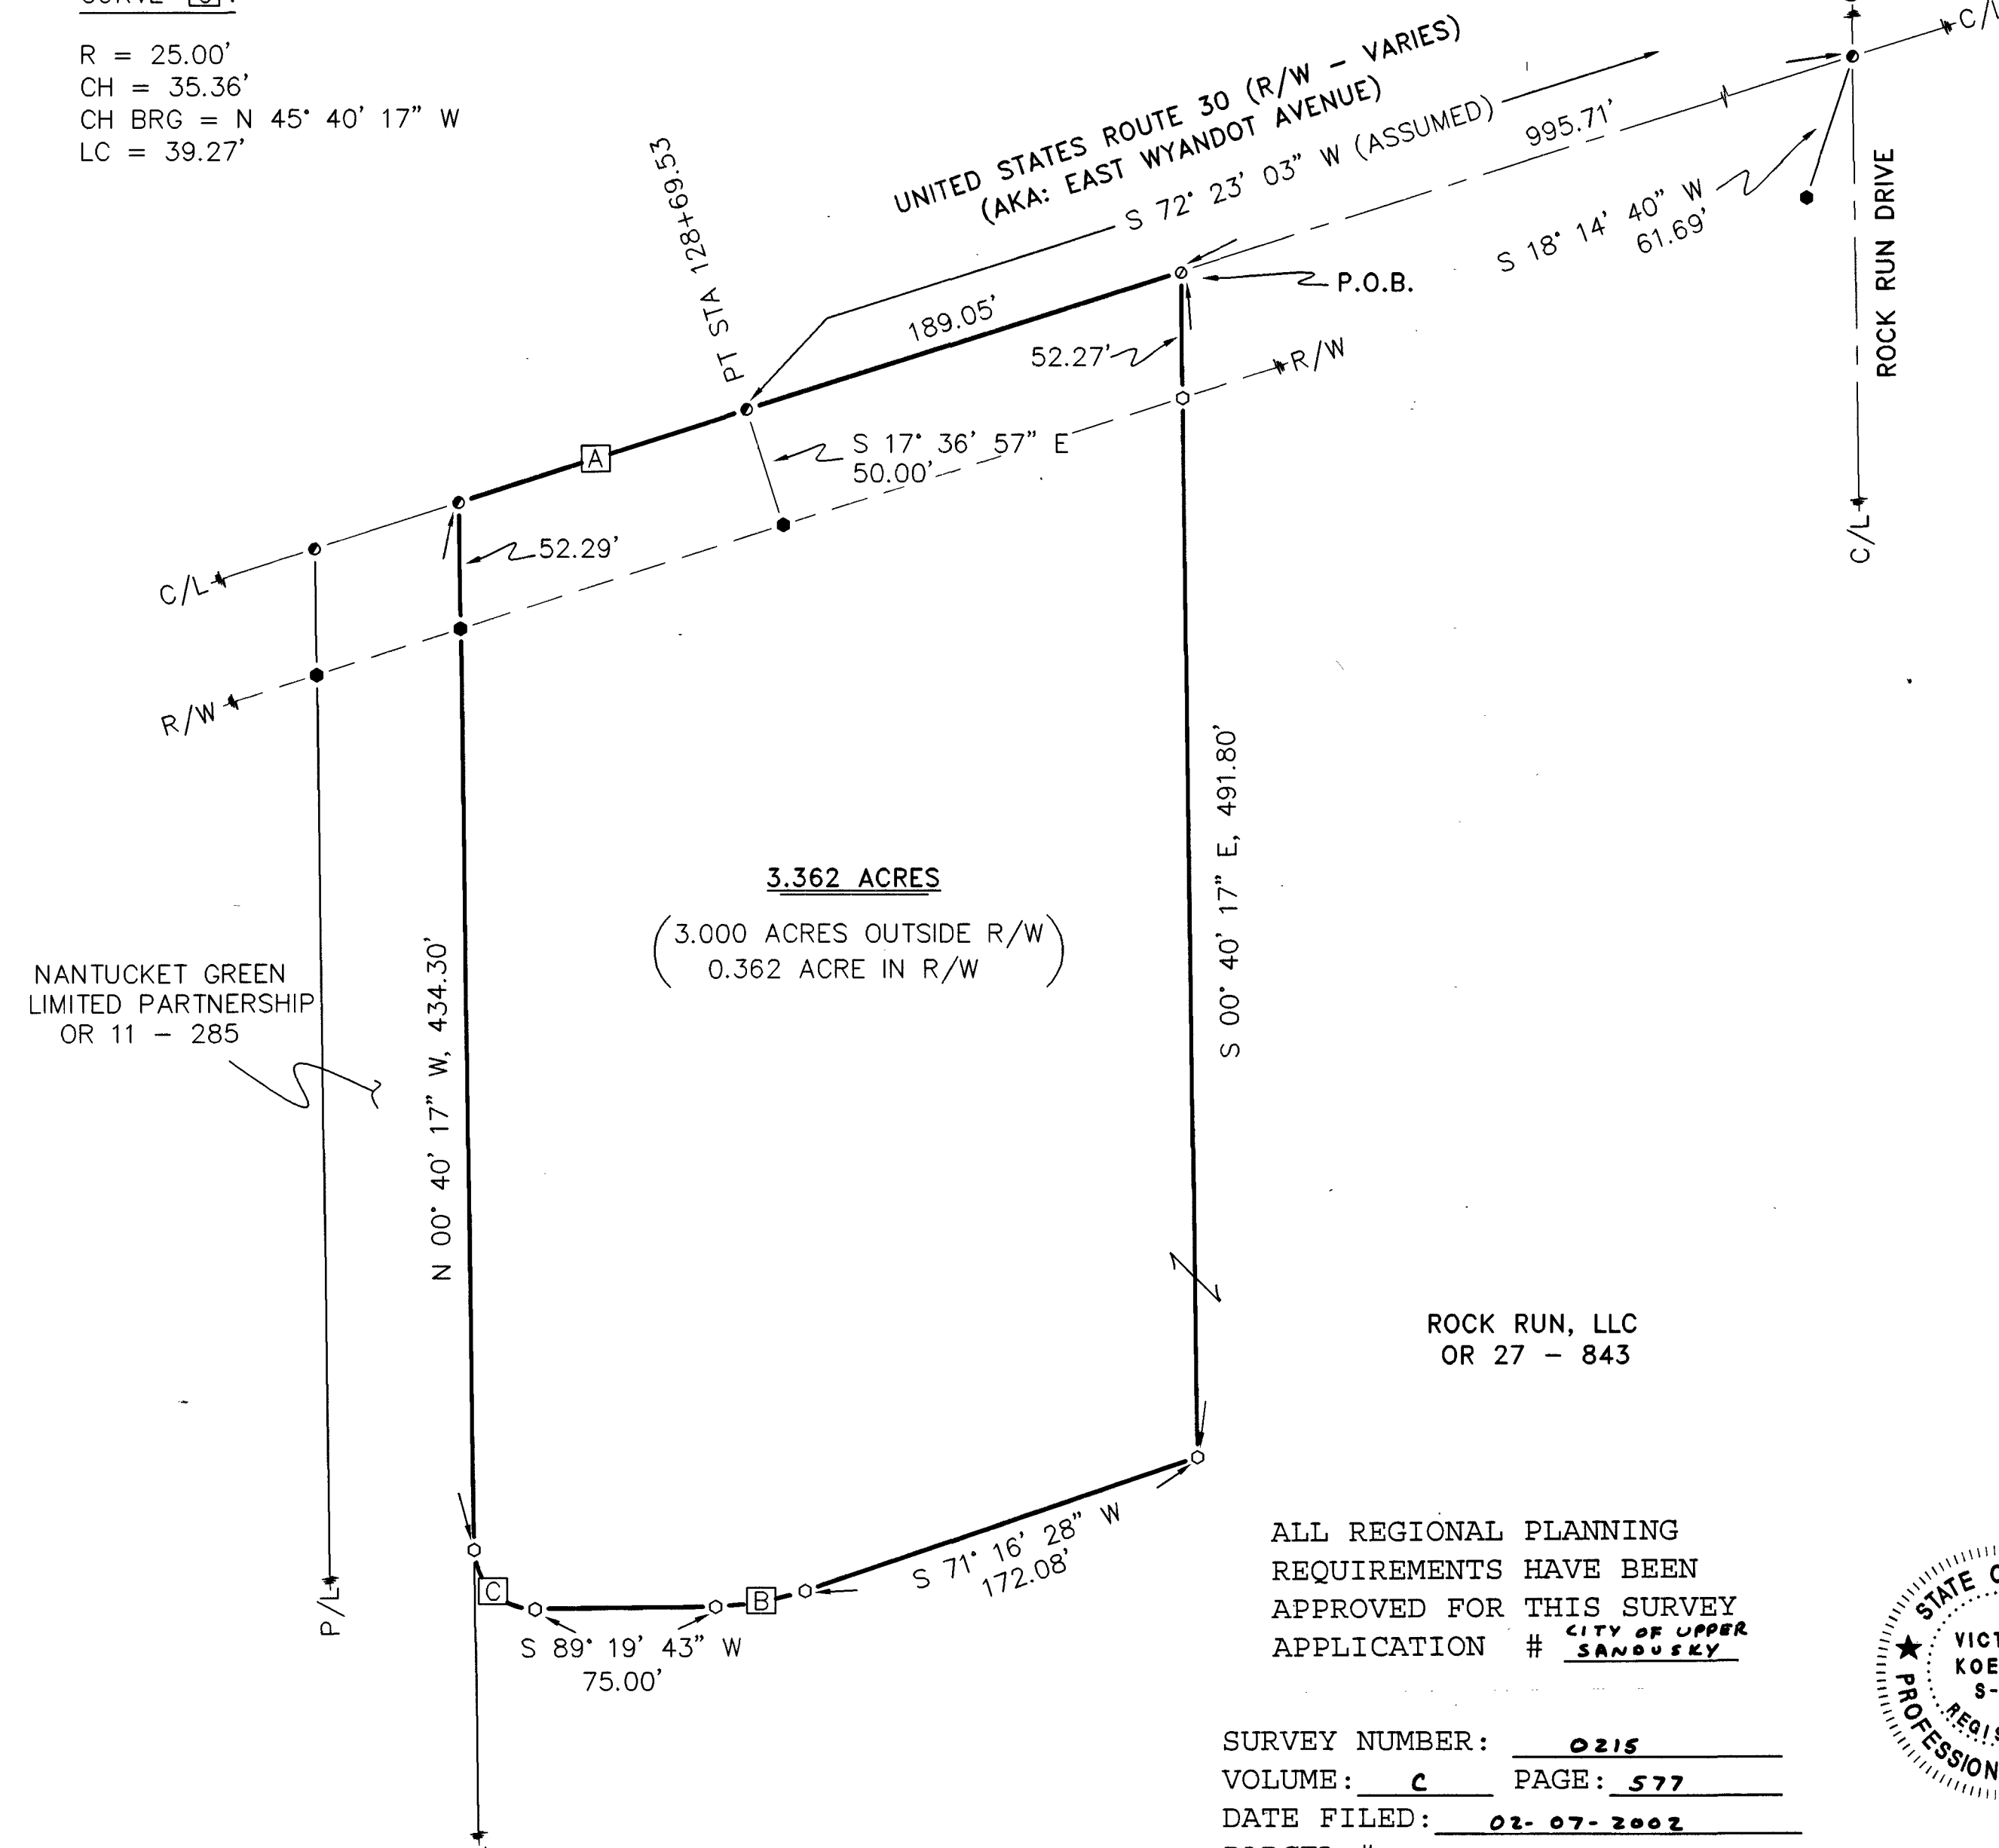 R = 25.00'
CH = 35.36'
CH BRG = N 45° 40' 17" W
LC = 39.27'
UNITED STATES ROUTE 30 (R/W - VARIES)
(AKA: EAST WYANDOT AVENUE)
S 72° 23' 03" W (ASSUMED)
995.71'
C/L
PT STA 128+69.53
189.05'
P.O.B.
S 18° 14' 40" W
61.69'
ROCK RUN DRIVE
C/L
52.27'
R/W
A
S 17° 36' 57" E
50.00'
52.29'
C/L
R/W
S 00° 40' 17" E, 491.80'
3.362 ACRES
(3.000 ACRES OUTSIDE R/W
0.362 ACRE IN R/W)
N 00° 40' 17" W, 434.30'
NANTUCKET GREEN
LIMITED PARTNERSHIP
OR 11 - 285
P/L
ROCK RUN, LLC
OR 27 - 843
C
B
S 71° 16' 28" W
172.08'
S 89° 19' 43" W
75.00'
ALL REGIONAL PLANNING
REQUIREMENTS HAVE BEEN
APPROVED FOR THIS SURVEY
APPLICATION # CITY OF UPPER
SANDUSKY
SURVEY NUMBER: 0215
VOLUME: C PAGE: 577
DATE FILED: 02-07-2002
STATE
VICT
KOE
S-
REGIS
PROFESSION